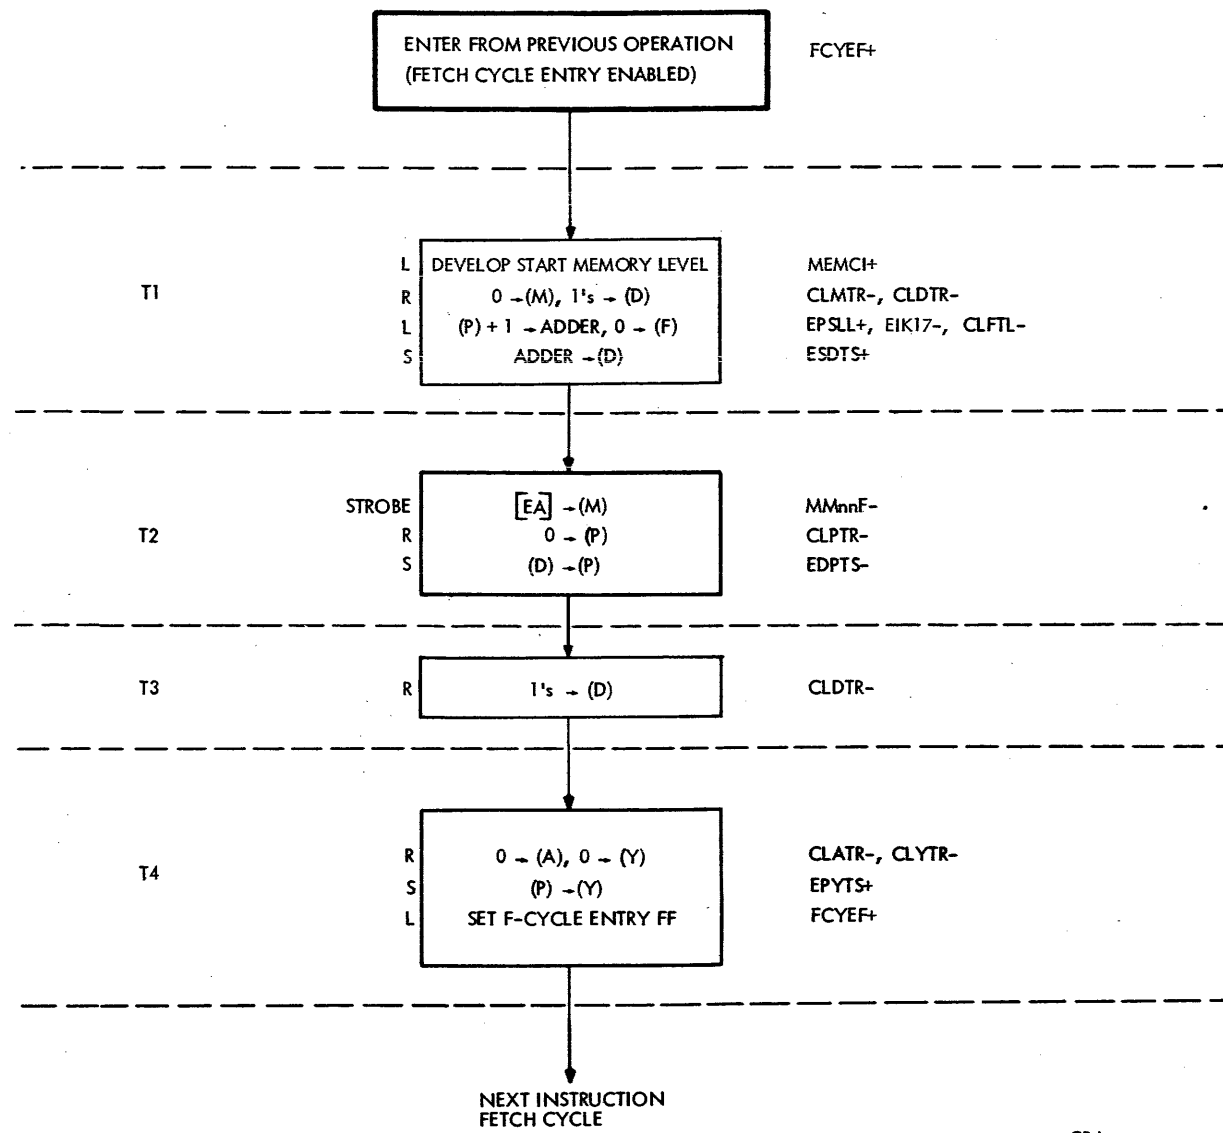 ENTER FROM PREVIOUS OPERATION FCYEF+
(FETCH CYCLE ENTRY ENABLED)
L DEVELOP START MEMORY LEVEL MEMCI+
T1
R 0 → (M), 1's → (D) CLMTR-, CLDTR-
L (P) + 1 → ADDER, 0 → (F) EPSLL+, EIK17-, CLFTL-
S ADDER → (D) ESDTS+
STROBE [EA] → (M) MMnnF-
T2 R 0 → (P) CLPTR-
S (D) → (P) EDPTS-
T3 R 1's → (D) CLDTR-
R 0 → (A), 0 → (Y) CLATR-, CLYTR-
T4
S (P) → (Y) EPYTS+
L SET F-CYCLE ENTRY FF FCYEF+
NEXT INSTRUCTION
FETCH CYCLE